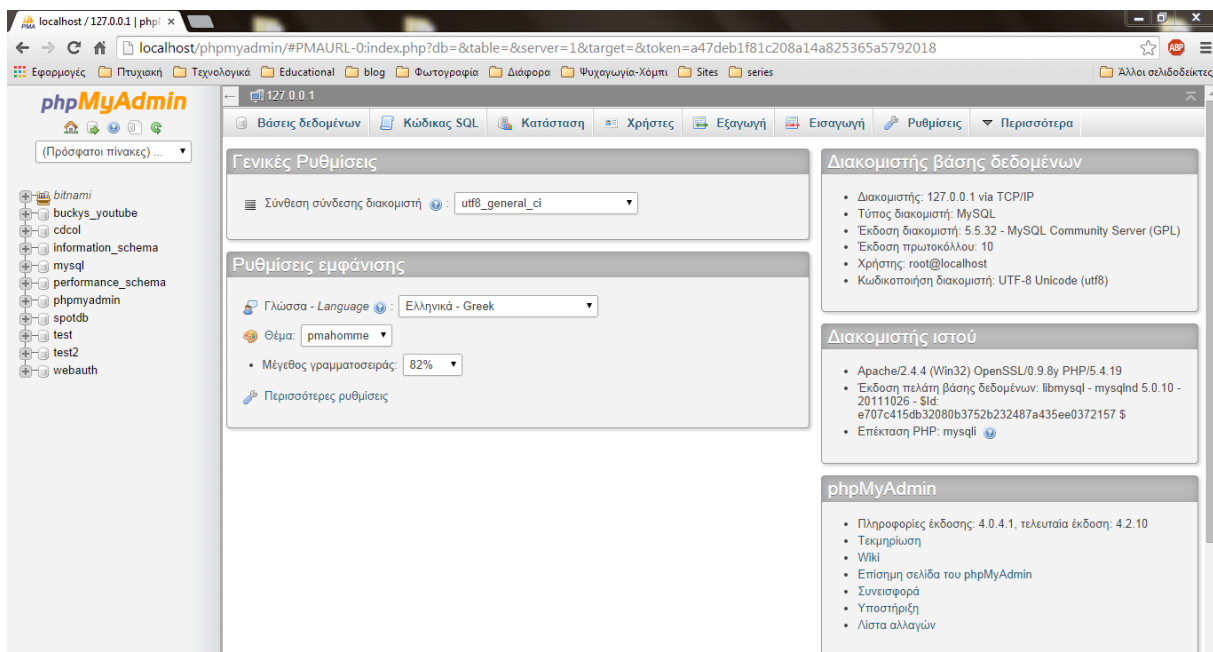 localhost / 127.0.0.1 | phpl
localhost/phpmyadmin/#PMAURL-0:index.php?db=&table=&server=1&target=&token=a47deb1f81c208a14a825365a5792018
ABP
Εφαρμογές Πτυχιακή Τεχνολογικά Educational blog Φωτογραφία Διάφορα Ψυχαγωγία-Χόμπι Sites series Άλλοι σελιδοδείκτες
phpMyAdmin
(Πρόσφατοι πίνακες) ...
bitnami
buckys_youtube
cdcol
information_schema
mysql
performance_schema
phpmyadmin
spotdb
test
test2
webauth
127.0.0.1
Βάσεις δεδομένων Κώδικας SQL Κατάσταση Χρήστες Εξαγωγή Εισαγωγή Ρυθμίσεις Περισσότερα
Γενικές Ρυθμίσεις
Σύνθεση σύνδεσης διακομιστή : utf8_general_ci
Ρυθμίσεις εμφάνισης
Γλώσσα - Language : Ελληνικά - Greek
Θέμα: pmahomme
Μέγεθος γραμματοσειράς: 82%
Περισσότερες ρυθμίσεις
Διακομιστής βάσης δεδομένων
Διακομιστής: 127.0.0.1 via TCP/IP
Τύπος διακομιστή: MySQL
Έκδοση διακομιστή: 5.5.32 - MySQL Community Server (GPL)
Έκδοση πρωτοκόλλου: 10
Χρήστης: root@localhost
Κωδικοποίηση διακομιστή: UTF-8 Unicode (utf8)
Διακομιστής ιστού
Apache/2.4.4 (Win32) OpenSSL/0.9.8y PHP/5.4.19
Έκδοση πελάτη βάσης δεδομένων: libmysql - mysqlnd 5.0.10 -
20111026 - $Id:
e707c415db32080b3752b232487a435ee0372157 $
Επέκταση PHP: mysqli
phpMyAdmin
Πληροφορίες έκδοσης: 4.0.4.1, τελευταία έκδοση: 4.2.10
Τεκμηρίωση
Wiki
Επίσημη σελίδα του phpMyAdmin
Συνεισφορά
Υποστήριξη
Λίστα αλλαγών